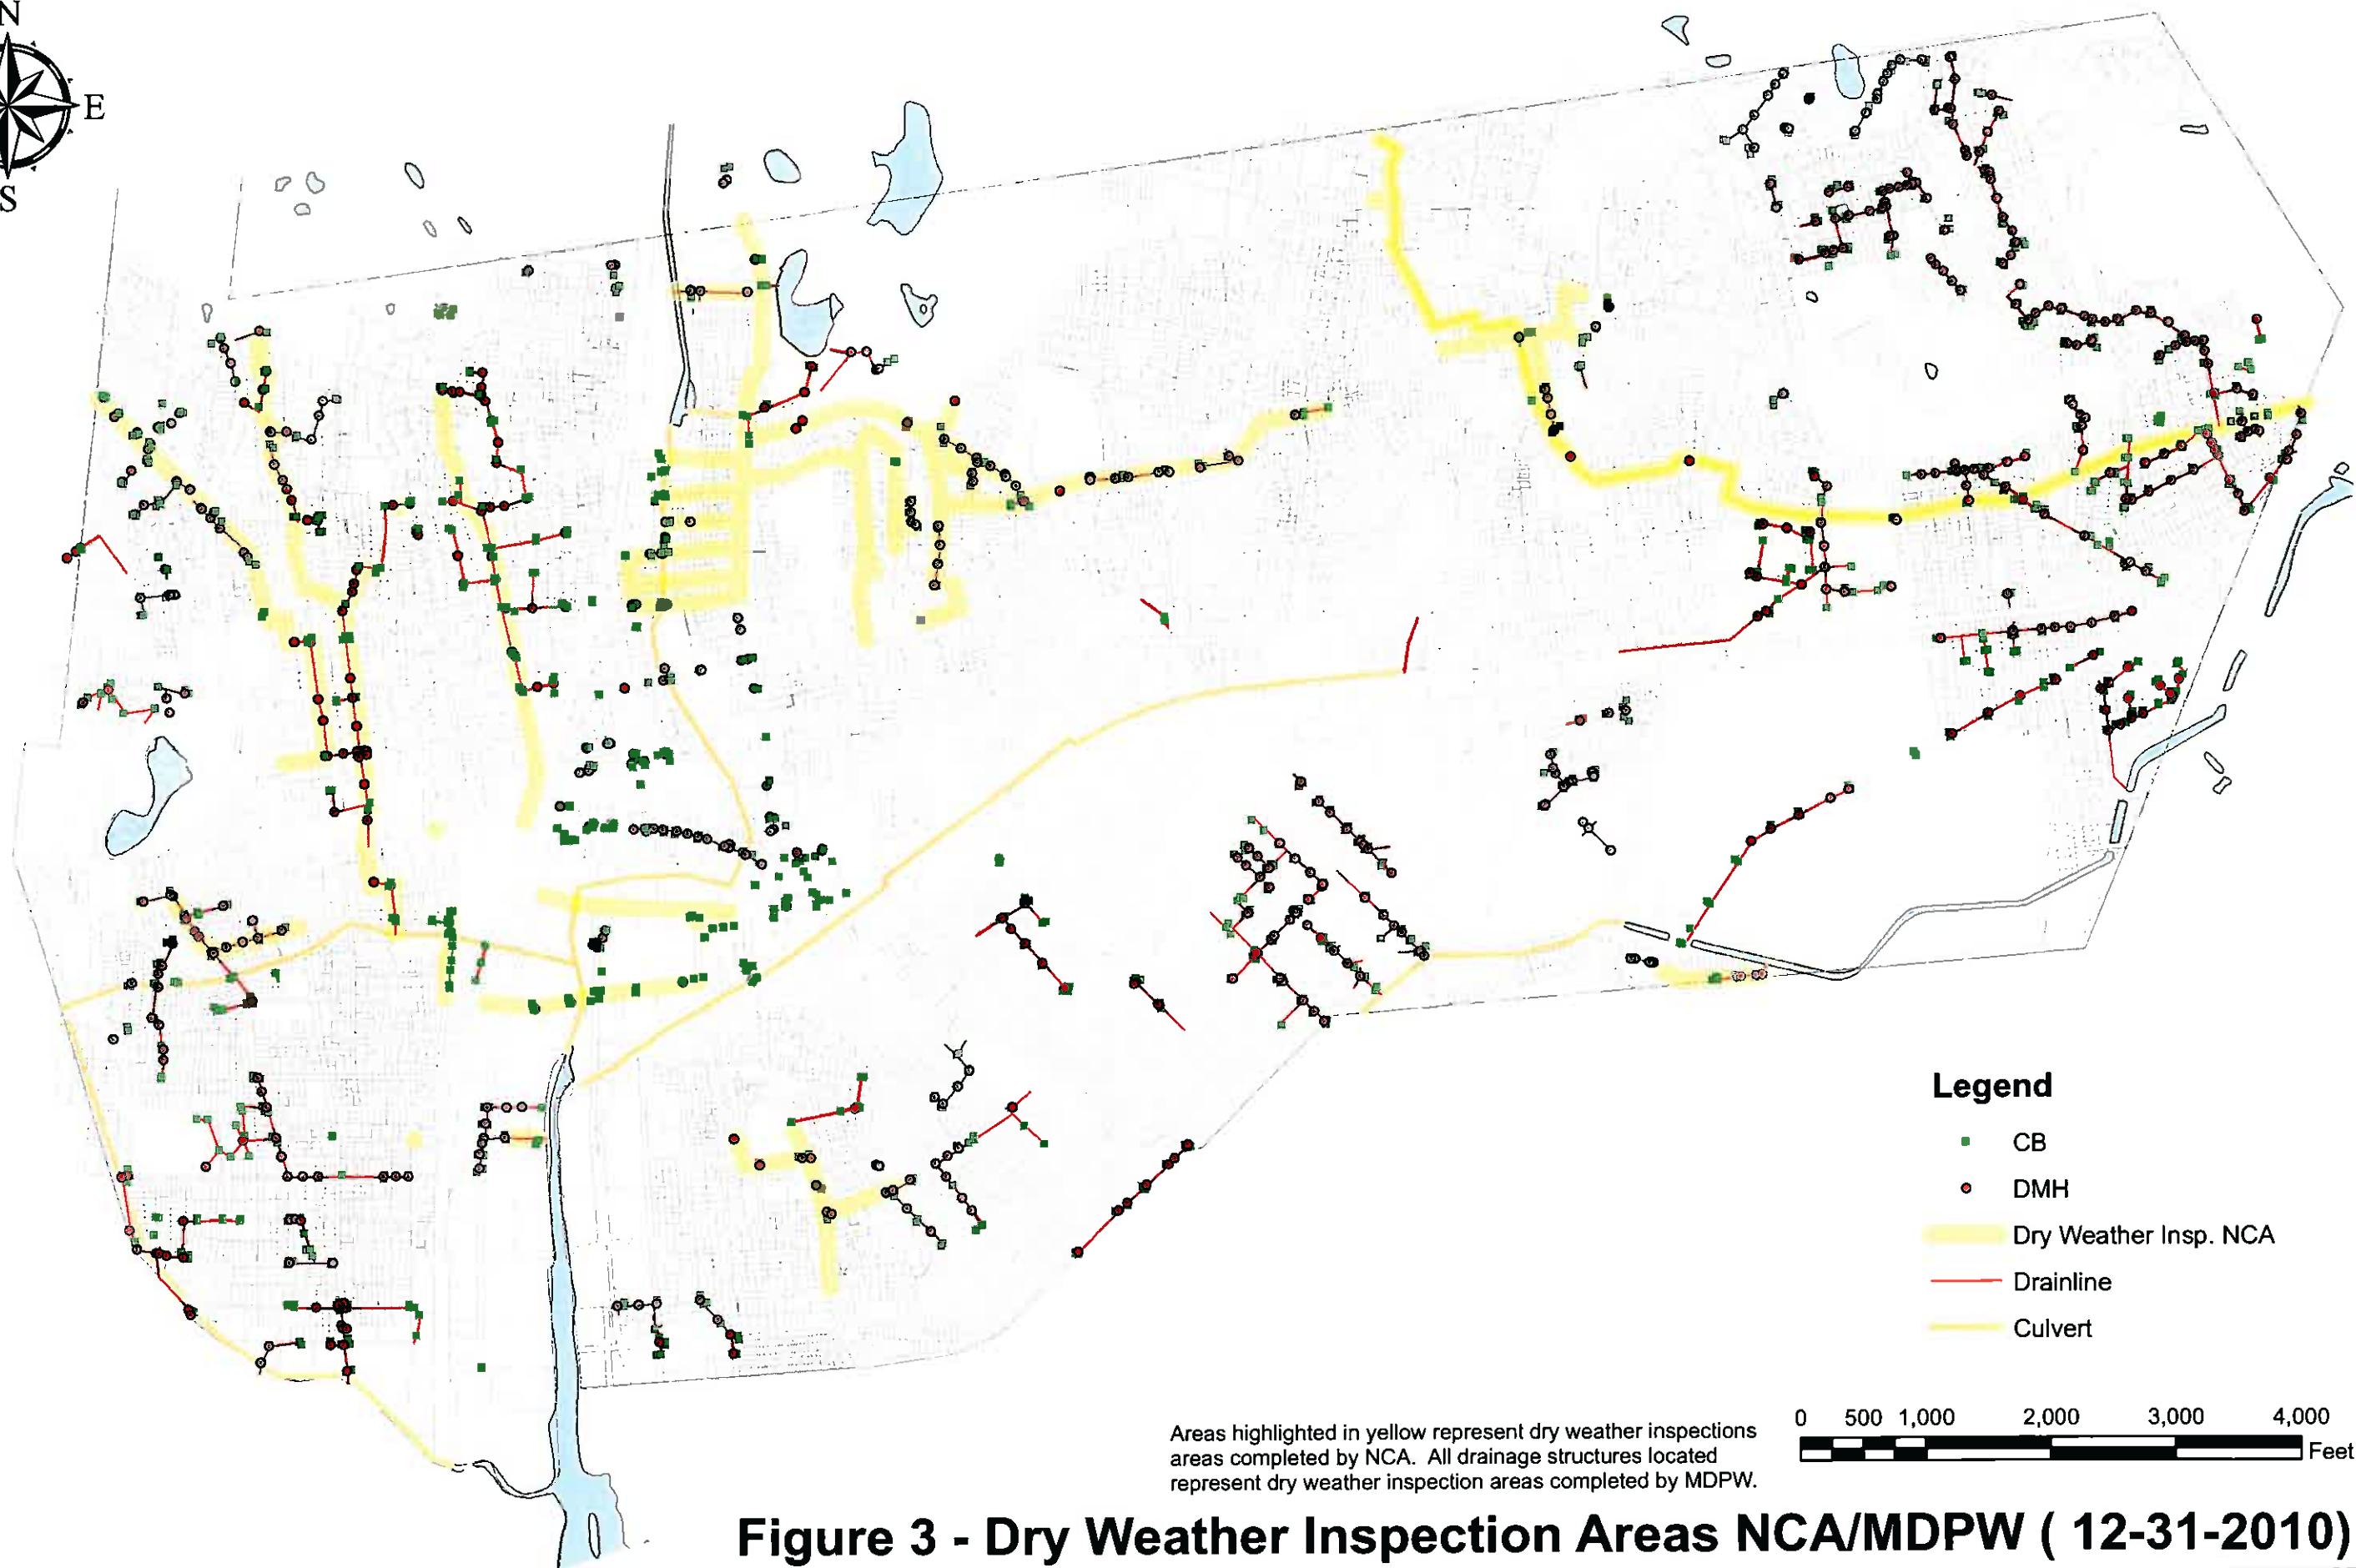 N
E
S
Legend
CB
DMH
Dry Weather Insp. NCA
Drainline
Culvert
0 500 1,000 2,000 3,000 4,000
Feet
Areas highlighted in yellow represent dry weather inspections
areas completed by NCA. All drainage structures located
represent dry weather inspection areas completed by MDPW.
Figure 3 - Dry Weather Inspection Areas NCA/MDPW ( 12-31-2010)